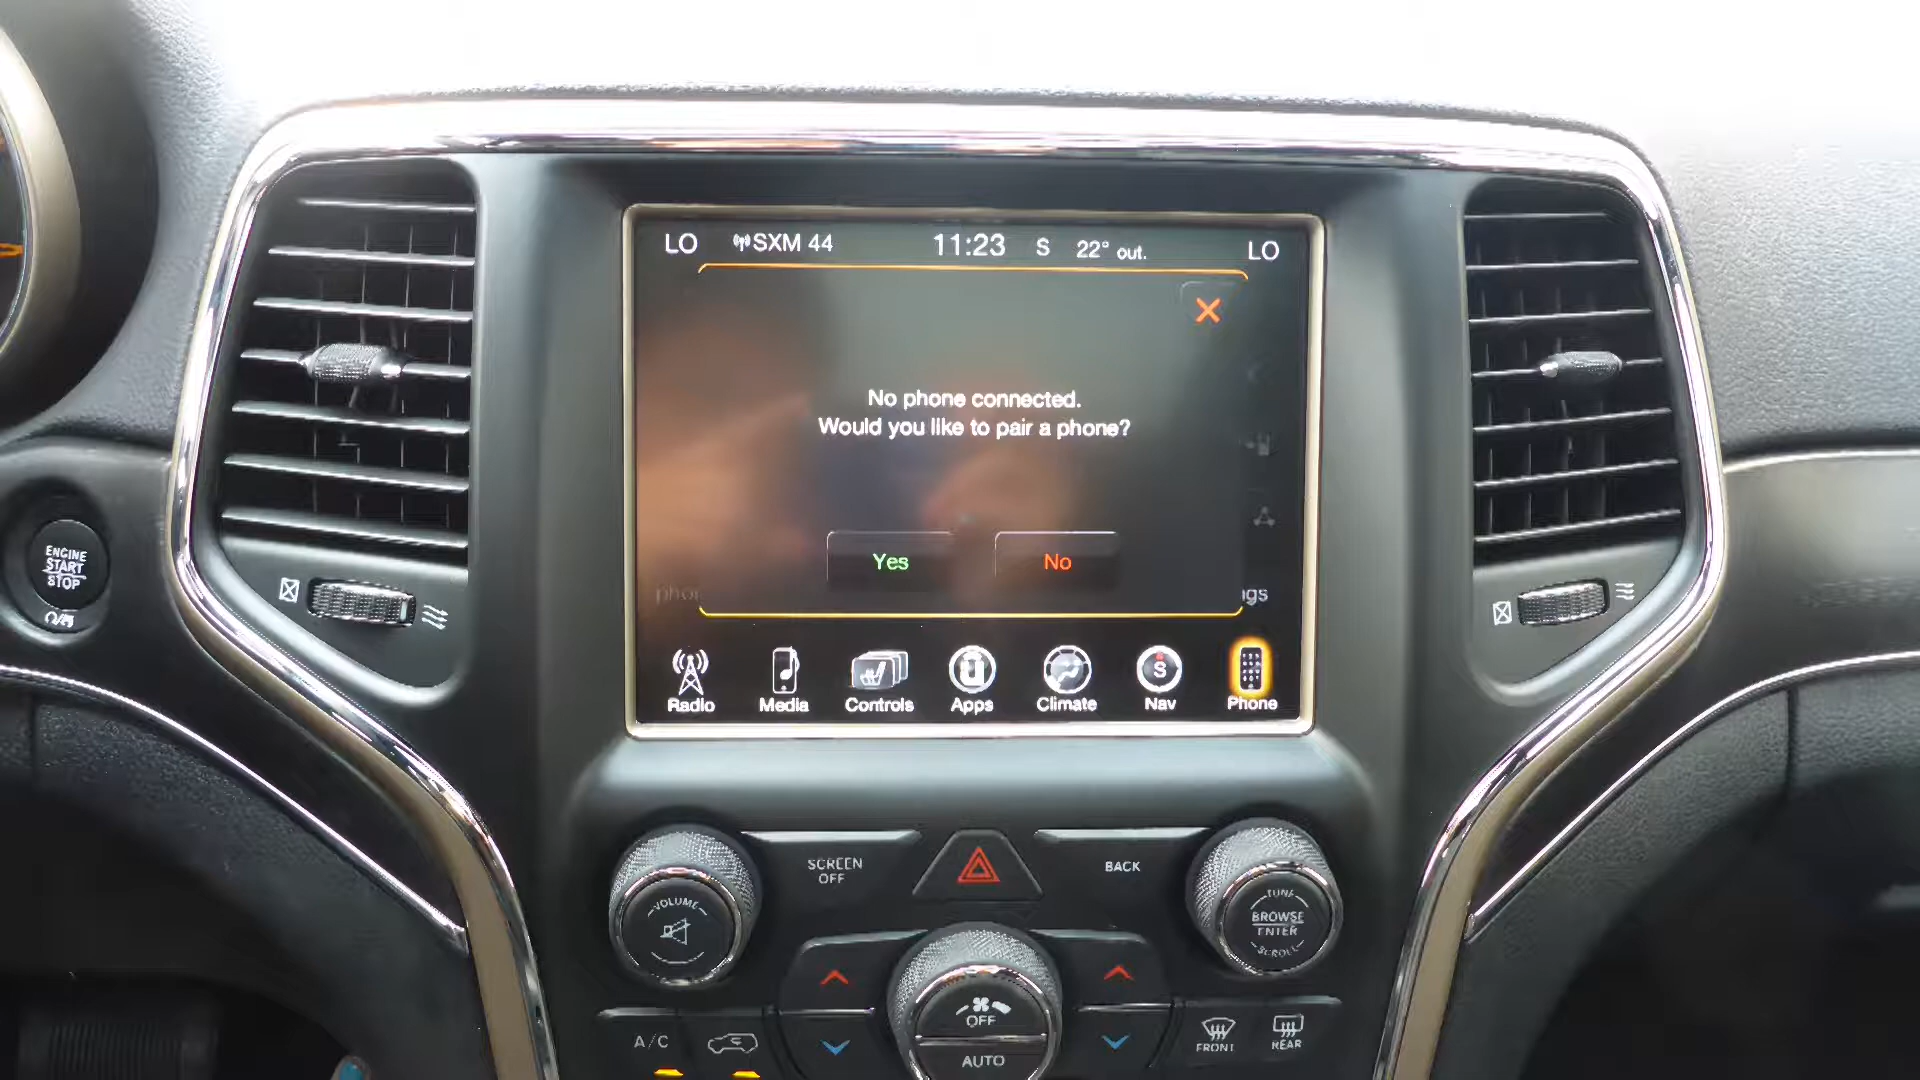 LO SXM 44 11:23 S 22° out. LO
No phone connected.
Would you like to pair a phone?
Yes No
phon
ngs
Radio Media Controls Apps Climate Nav Phone
ENGINE
START
STOP
VOLUME
SCREEN
OFF
BACK
TUNE
BROWSE
ENTER
SCROLL
OFF
AUTO
A/C
FRONT
REAR